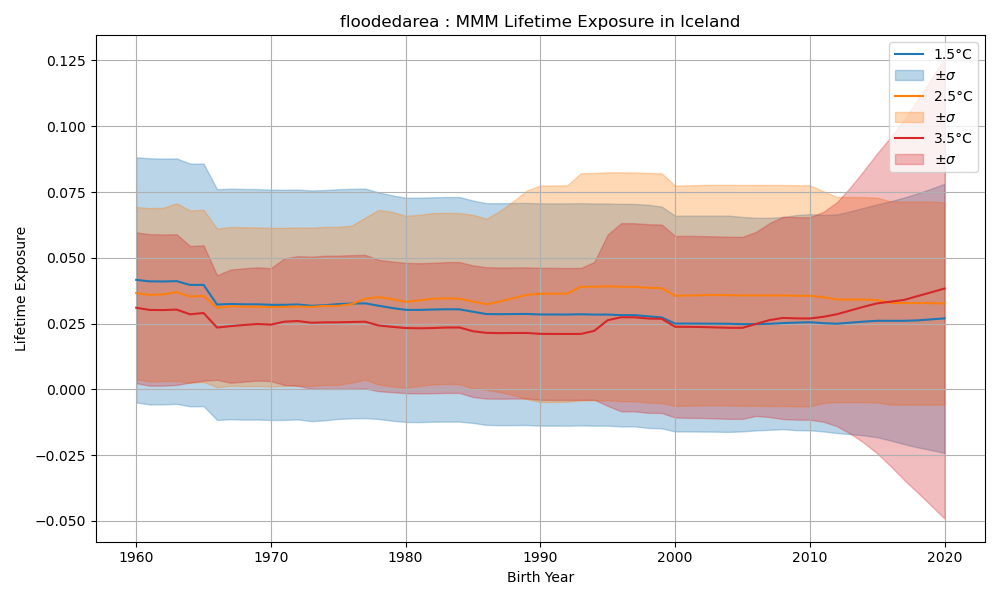 floodedarea : MMM Lifetime Exposure in Iceland
1.5°C
±σ
2.5°C
±σ
3.5°C
±σ
0.125
0.100
0.075
0.050
0.025
0.000
−0.025
−0.050
Lifetime Exposure
1960 1970 1980 1990 2000 2010 2020
Birth Year